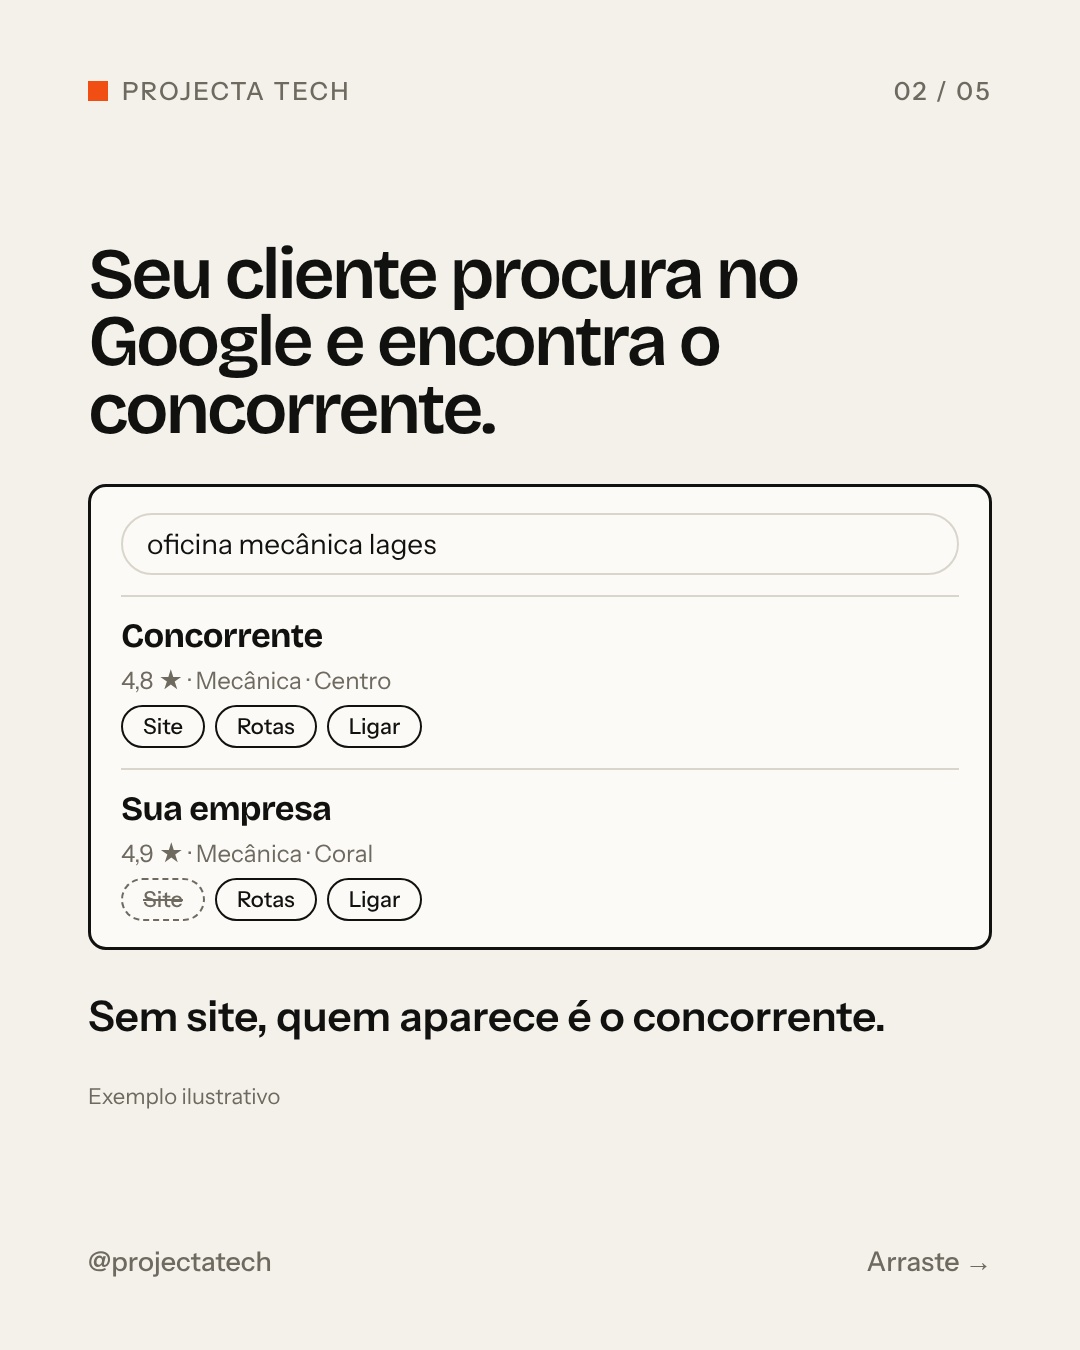 PROJECTA TECH
02 / 05
Seu cliente procura no
Google e encontra o
concorrente.
oficina mecânica lages
Concorrente
4,8 ★ · Mecânica · Centro
Site Rotas Ligar
Sua empresa
4,9 ★ · Mecânica · Coral
Site Rotas Ligar
Sem site, quem aparece é o concorrente.
Exemplo ilustrativo
@projectatech
Arraste →